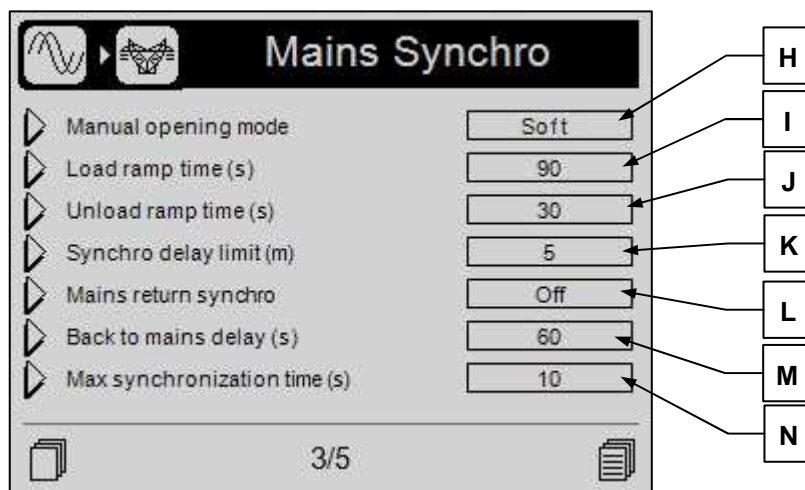 Mains Synchro
H
Manual opening mode Soft
I
Load ramp time (s) 90
J
Unload ramp time (s) 30
K
Synchro delay limit (m) 5
L
Mains return synchro Off
M
Back to mains delay (s) 60
N
Max synchronization time (s) 10
3/5